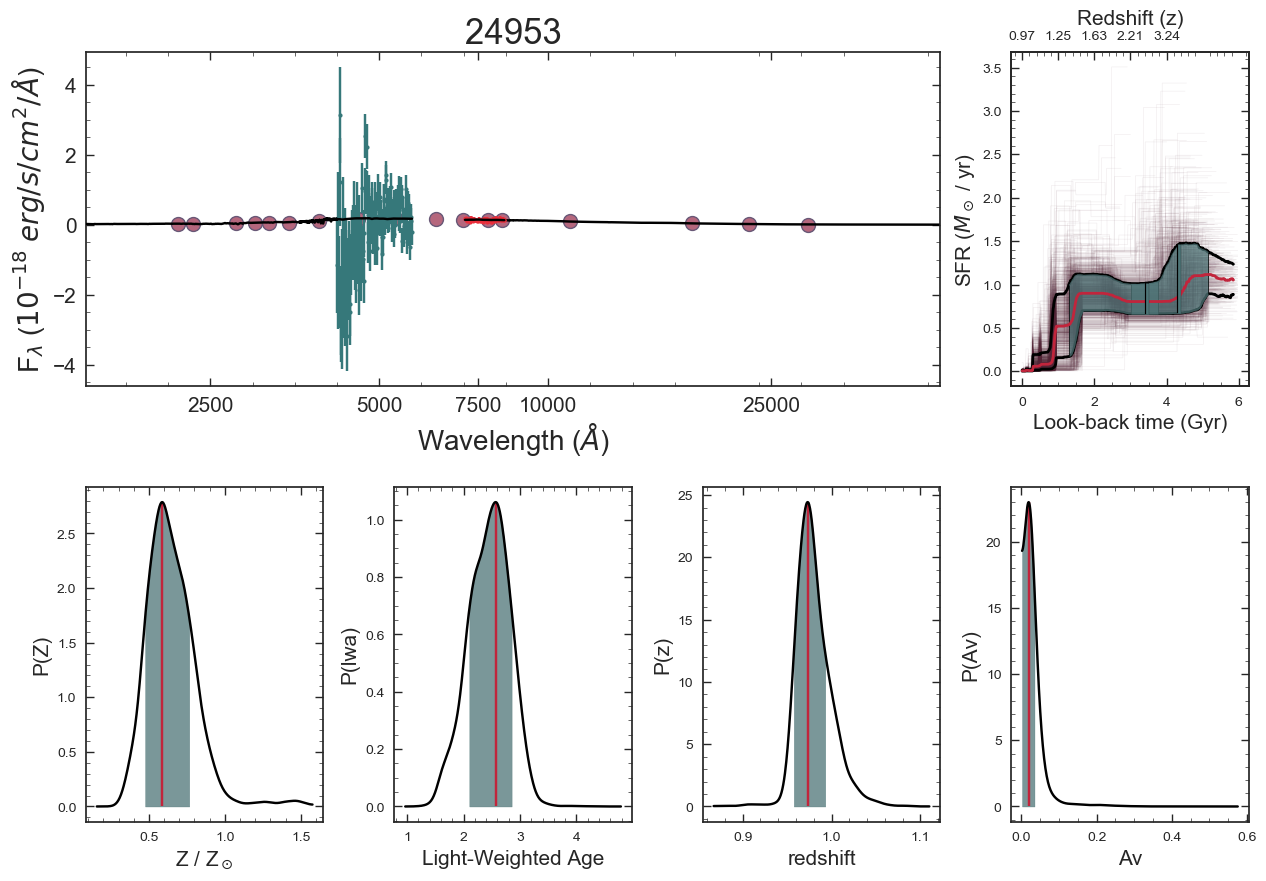 24953
Redshift (z)
0.97 1.25 1.63 2.21 3.24
F_λ (10^{-18} erg/s/cm^2/Å)
4
2
0
−2
−4
2500 5000 7500 10000 25000
Wavelength (Å)
SFR (M_⊙ / yr)
3.5
3.0
2.5
2.0
1.5
1.0
0.5
0.0
0 2 4 6
Look-back time (Gyr)
P(Z)
2.5
2.0
1.5
1.0
0.5
0.0
0.5 1.0 1.5
Z / Z_⊙
P(lwa)
1.0
0.8
0.6
0.4
0.2
0.0
1 2 3 4
Light-Weighted Age
P(z)
25
20
15
10
5
0
0.9 1.0 1.1
redshift
P(Av)
20
15
10
5
0
0.0 0.2 0.4 0.6
Av